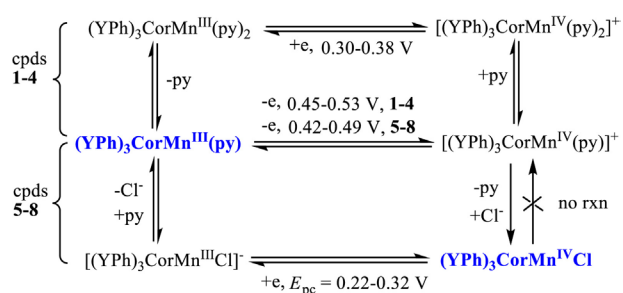 (YPh)₃CorMnᴵᴵᴵ(py)₂
[(YPh)₃CorMnᴵⱽ(py)₂]⁺
+e, 0.30-0.38 V
cpds
1-4
-py
+py
-e, 0.45-0.53 V, 1-4
-e, 0.42-0.49 V, 5-8
(YPh)₃CorMnᴵᴵᴵ(py)
[(YPh)₃CorMnᴵⱽ(py)]⁺
cpds
5-8
-Cl⁻
+py
-py
+Cl⁻
no rxn
[(YPh)₃CorMnᴵᴵᴵCl]⁻
(YPh)₃CorMnᴵⱽCl
+e, Epc = 0.22-0.32 V